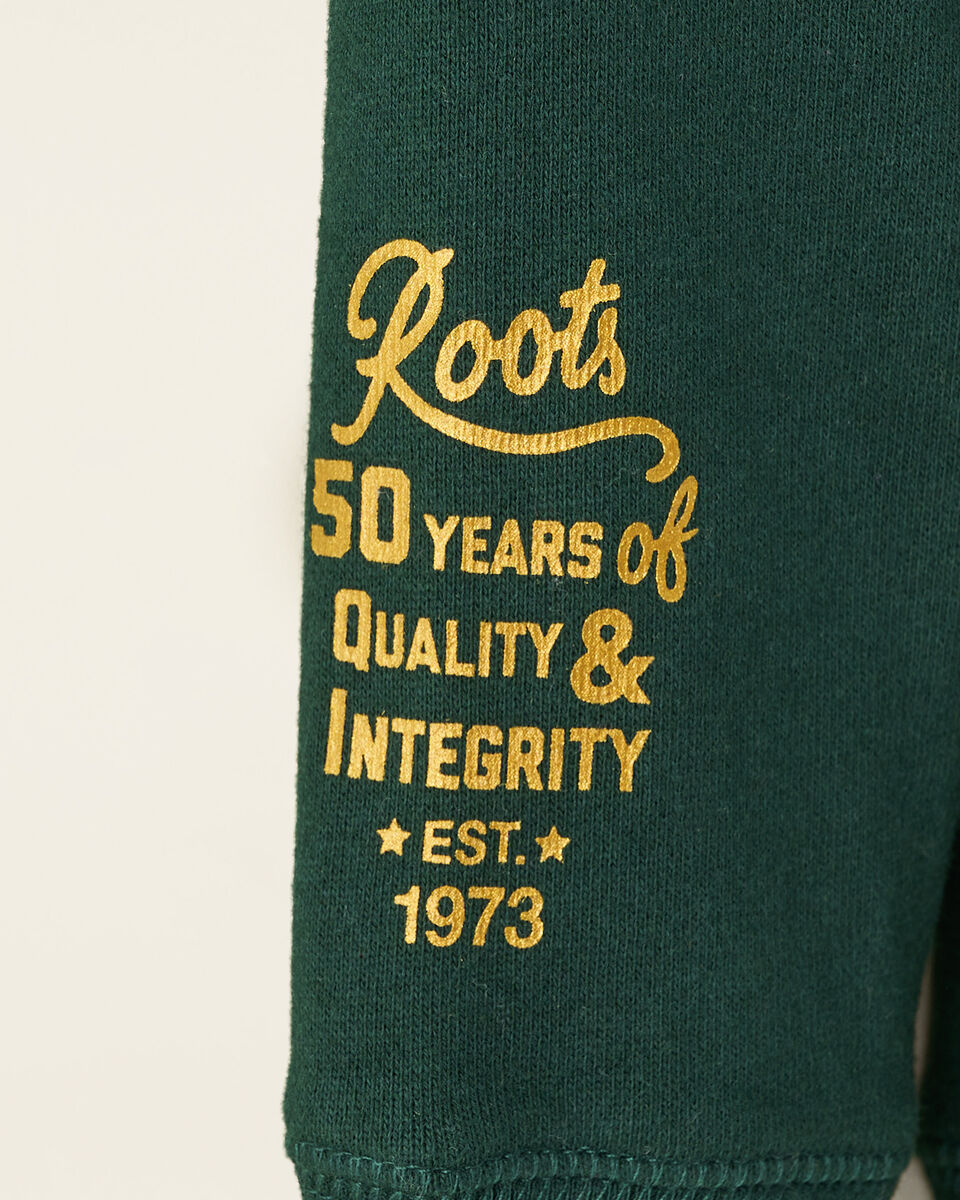 Roots
50 YEARS of
QUALITY &
INTEGRITY
★ EST. ★
1973